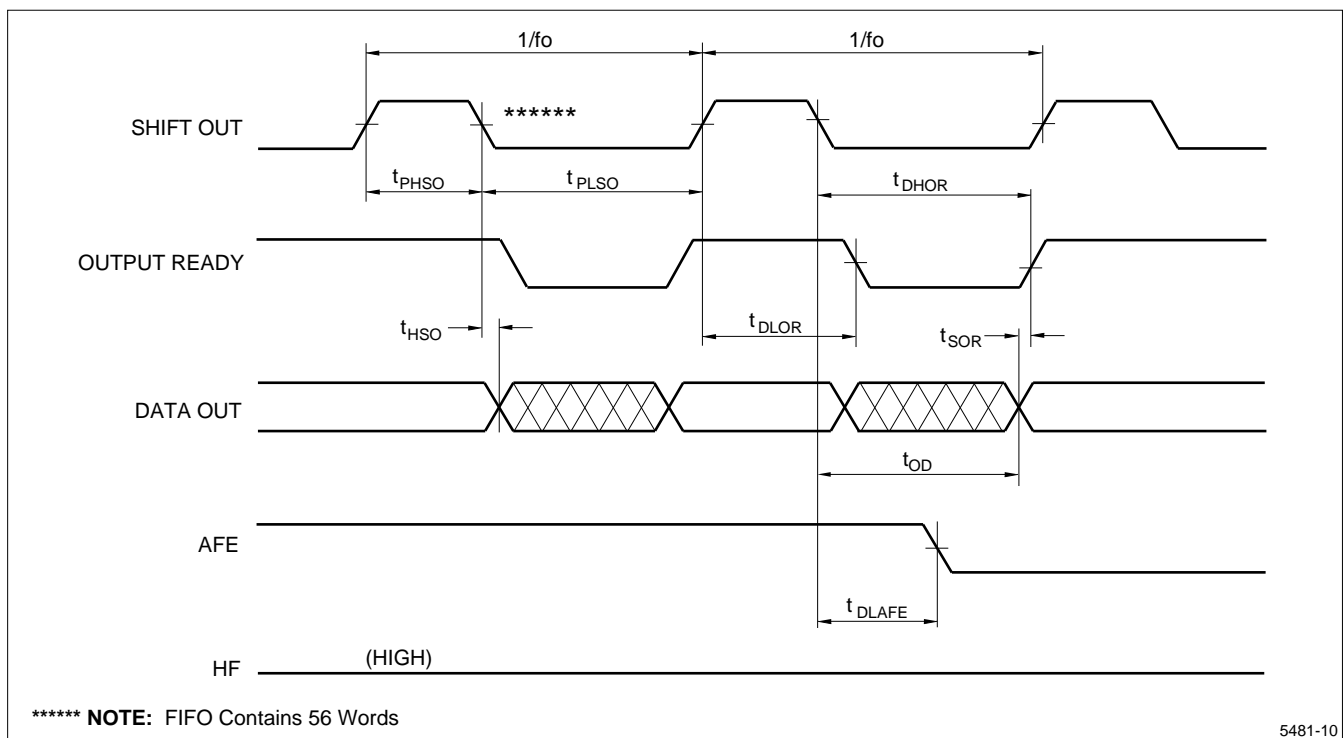 1/fo 1/fo
SHIFT OUT ******
tPHSO tPLSO tDHOR
OUTPUT READY
tHSO tDLOR tSOR
DATA OUT
tOD
AFE
tDLAFE
HF (HIGH)
****** NOTE: FIFO Contains 56 Words
5481-10